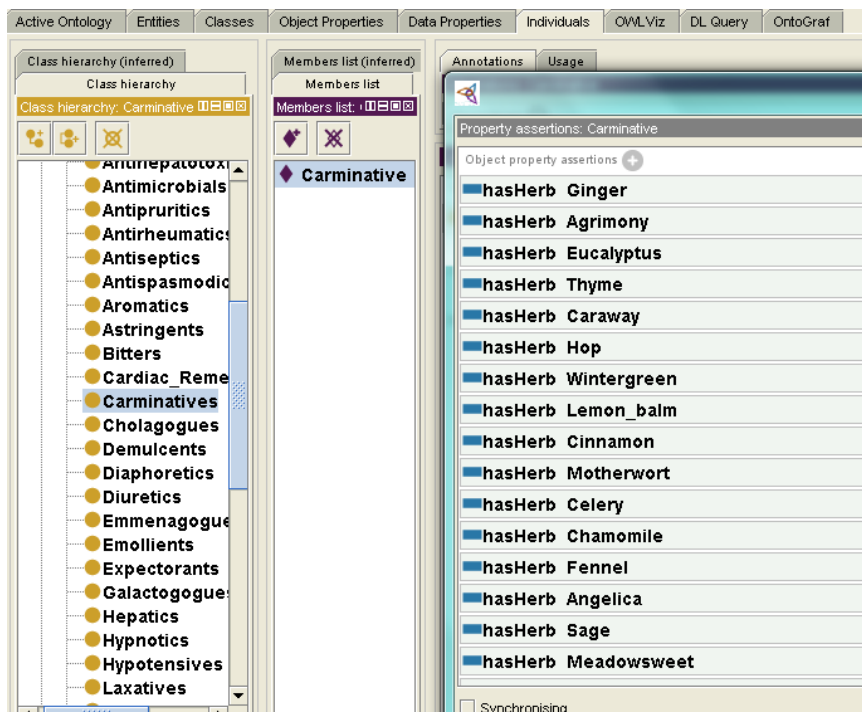 Active Ontology Entities Classes Object Properties Data Properties Individuals OWLViz DL Query OntoGraf
Class hierarchy (inferred)
Class hierarchy
Class hierarchy: Carminative
Antimicrobials
Antipruritics
Antirheumatics
Antiseptics
Antispasmodic
Aromatics
Astringents
Bitters
Cardiac_Reme
Carminatives
Cholagogues
Demulcents
Diaphoretics
Diuretics
Emmenagogue
Emollients
Expectorants
Galactogogue
Hepatics
Hypnotics
Hypotensives
Laxatives
Members list (inferred)
Members list
Members list:
Carminative
Annotations Usage
Property assertions: Carminative
Object property assertions
hasHerb Ginger
hasHerb Agrimony
hasHerb Eucalyptus
hasHerb Thyme
hasHerb Caraway
hasHerb Hop
hasHerb Wintergreen
hasHerb Lemon_balm
hasHerb Cinnamon
hasHerb Motherwort
hasHerb Celery
hasHerb Chamomile
hasHerb Fennel
hasHerb Angelica
hasHerb Sage
hasHerb Meadowsweet
Synchronising